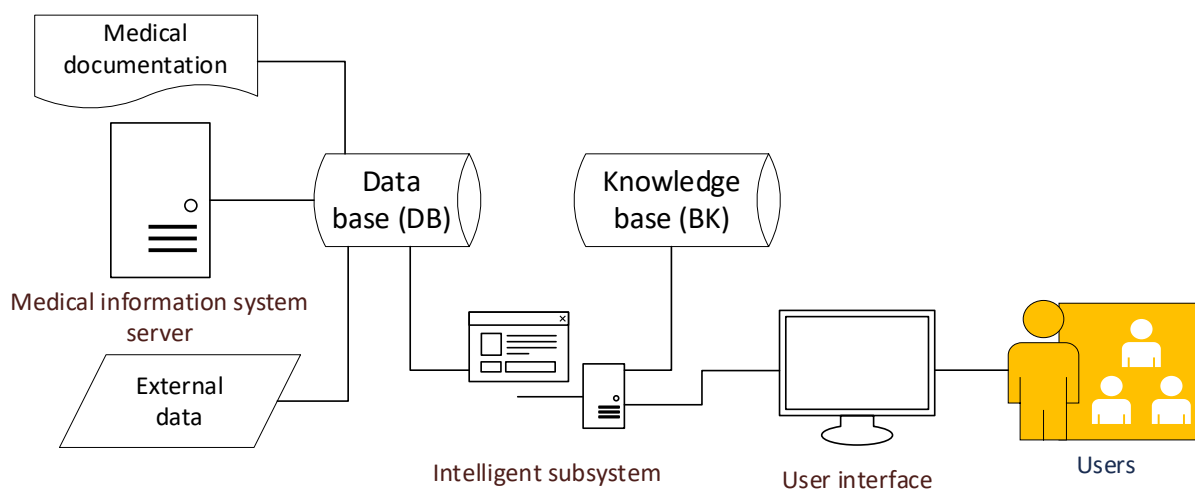 Medical
documentation
Data
base (DB)
Knowledge
base (BK)
Medical information system
server
External
data
Intelligent subsystem
User interface
Users